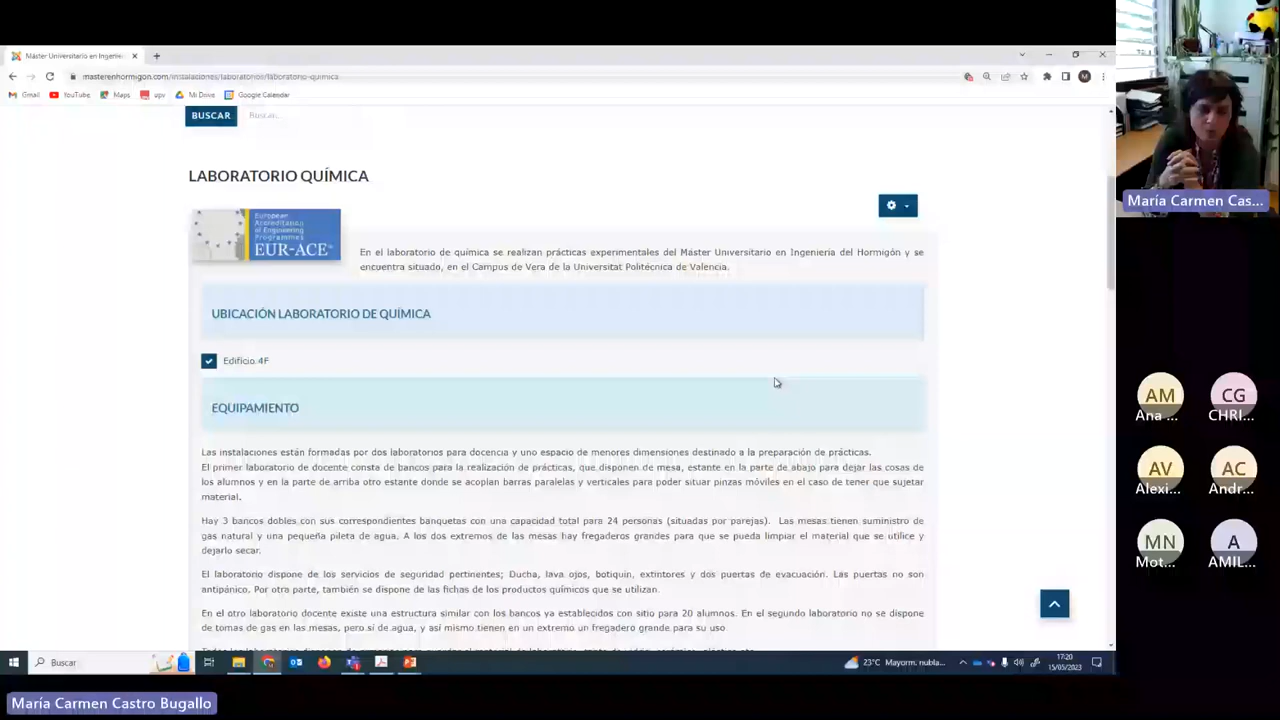 Máster Universitario en Ingenie
masterenhormigon.com/instalaciones/laboratorios/laboratorio-quimica
M
Gmail
YouTube
Maps
upv
Mi Drive
Google Calendar
BUSCAR
Buscar...
LABORATORIO QUÍMICA
European
Accreditation
of Engineering
Programmes
EUR-ACE®
En el laboratorio de química se realizan prácticas experimentales del Máster Universitario en Ingeniería del Hormigón y se
encuentra situado, en el Campus de Vera de la Universitat Politécnica de Valencia.
UBICACIÓN LABORATORIO DE QUÍMICA
Edificio 4F
EQUIPAMIENTO
Las instalaciones están formadas por dos laboratorios para docencia y uno espacio de menores dimensiones destinado a la preparación de prácticas.
El primer laboratorio de docente consta de bancos para la realización de prácticas, que disponen de mesa, estante en la parte de abajo para dejar las cosas de
los alumnos y en la parte de arriba otro estante donde se acoplan barras paralelas y verticales para poder situar pinzas móviles en el caso de tener que sujetar
material.
Hay 3 bancos dobles con sus correspondientes banquetas con una capacidad total para 24 personas (situadas por parejas). Las mesas tienen suministro de
gas natural y una pequeña pileta de agua. A los dos extremos de las mesas hay fregaderos grandes para que se pueda limpiar el material que se utilice y
dejarlo secar.
El laboratorio dispone de los servicios de seguridad pertinentes; Ducha, lava ojos, botiquín, extintores y dos puertas de evacuación. Las puertas no son
antipánico. Por otra parte, también se dispone de las fichas de los productos químicos que se utilizan.
En el otro laboratorio docente existe una estructura similar con los bancos ya establecidos con sitio para 20 alumnos. En el segundo laboratorio no se dispone
de tomas de gas en las mesas, pero sí de agua, y así mismo tienen en un extremo un fregadero grande para su uso
Buscar
23°C Mayorm. nubla...
17:20
15/05/2023
María Carmen Castro Bugallo
María Carmen Cas...
AM
Ana ...
CG
CHRI...
AV
Alexi...
AC
Andr...
MN
Mot...
A
AMIL...